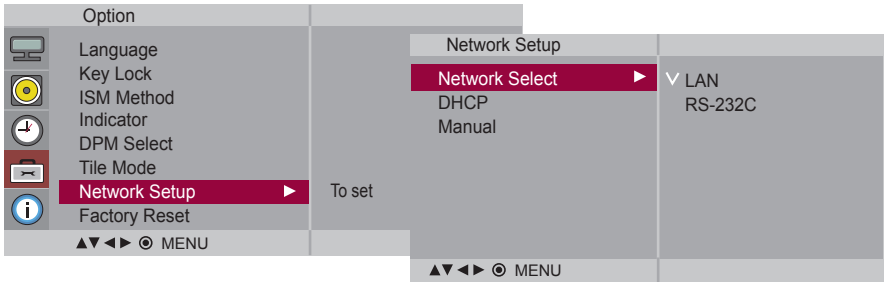 Option
Language
Key Lock
ISM Method
Indicator
DPM Select
Tile Mode
Network Setup ► To set
Factory Reset
▲▼◄► ◉ MENU
Network Setup
Network Select ► ✓ LAN
DHCP RS-232C
Manual
▲▼◄► ◉ MENU